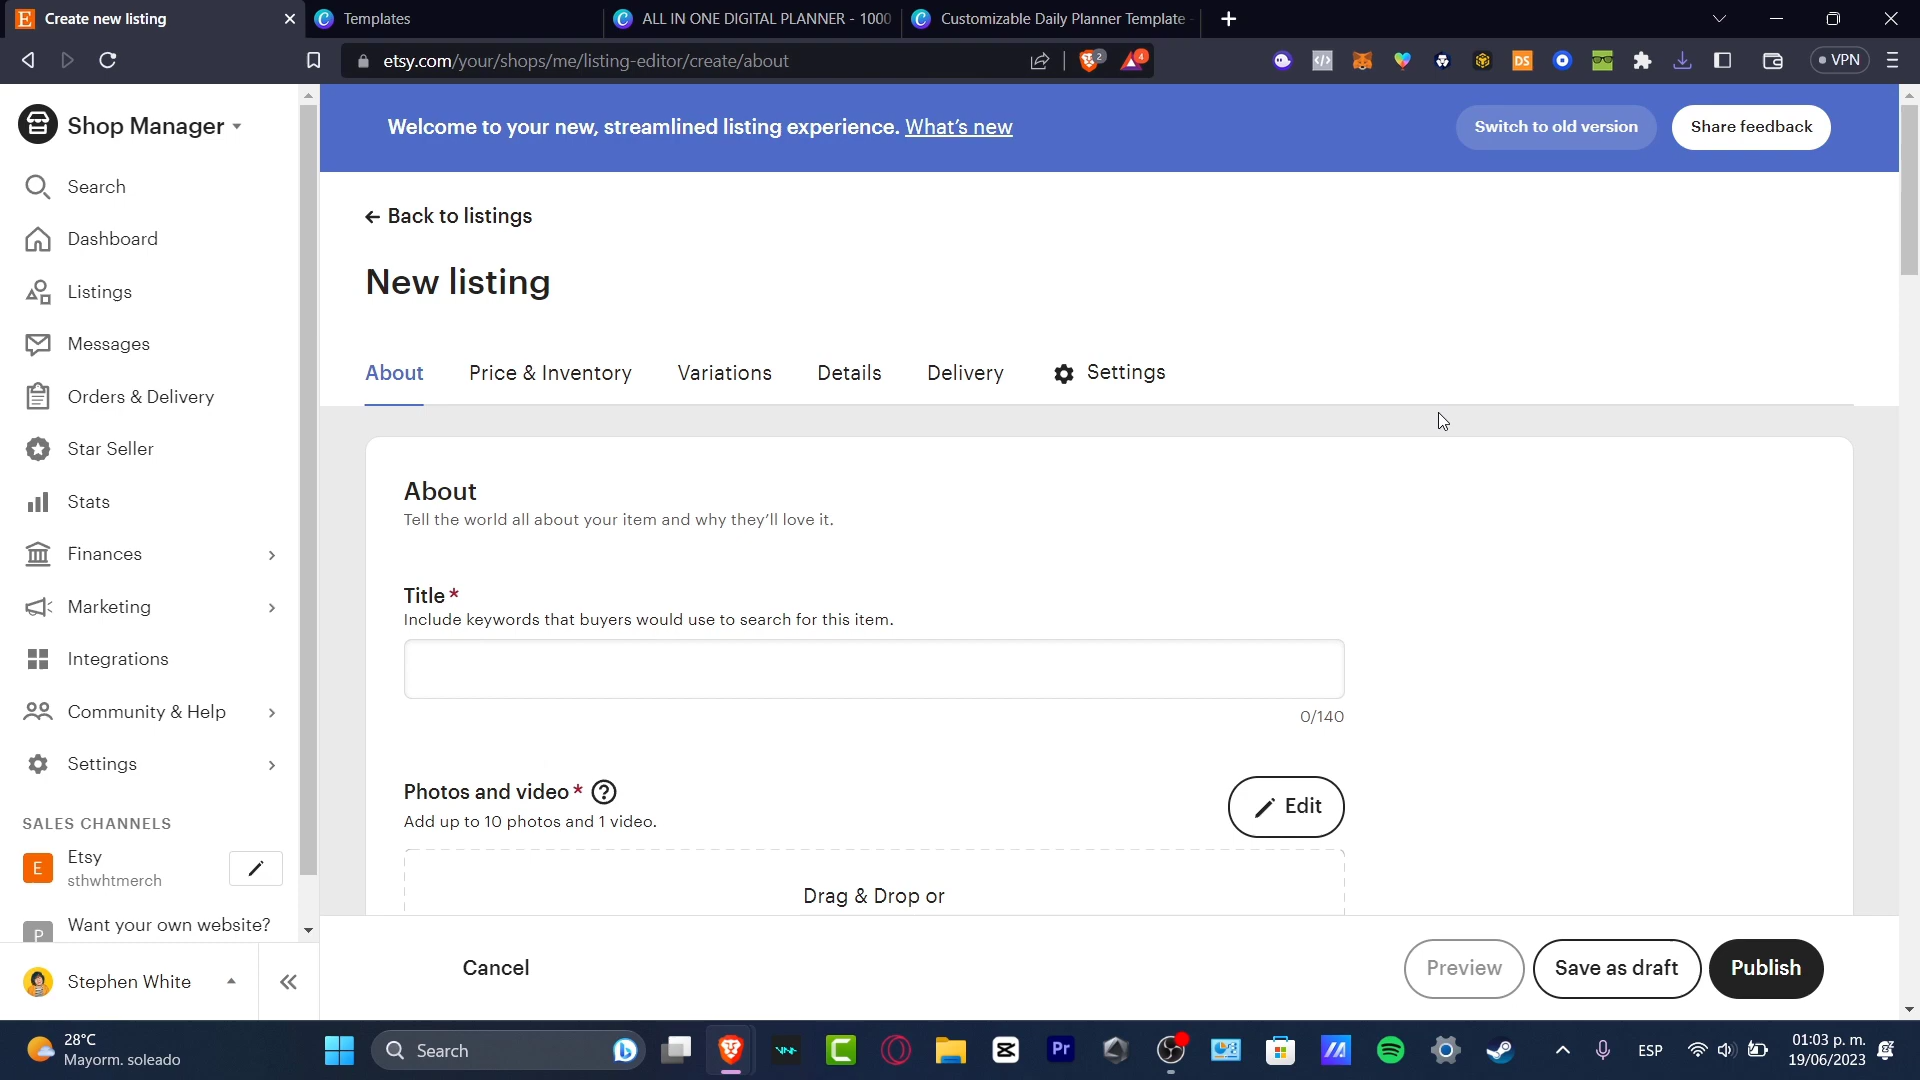 Create new listing
Templates
ALL IN ONE DIGITAL PLANNER - 1000
Customizable Daily Planner Template -
etsy.com/your/shops/me/listing-editor/create/about
2
4
DS
VPN
Shop Manager
Search
Dashboard
Listings
Messages
Orders & Delivery
Star Seller
Stats
Finances
Marketing
Integrations
Community & Help
Settings
SALES CHANNELS
E
Etsy
sthwhtmerch
P
Want your own website?
Stephen White
Welcome to your new, streamlined listing experience. What's new
Switch to old version
Share feedback
← Back to listings
New listing
About
Price & Inventory
Variations
Details
Delivery
Settings
About
Tell the world all about your item and why they'll love it.
Title *
Include keywords that buyers would use to search for this item.
0/140
Photos and video * ?
Add up to 10 photos and 1 video.
Edit
Drag & Drop or
Cancel
Preview
Save as draft
Publish
28°C
Mayorm. soleado
Search
Pr
ESP
01:03 p. m.
19/06/2023